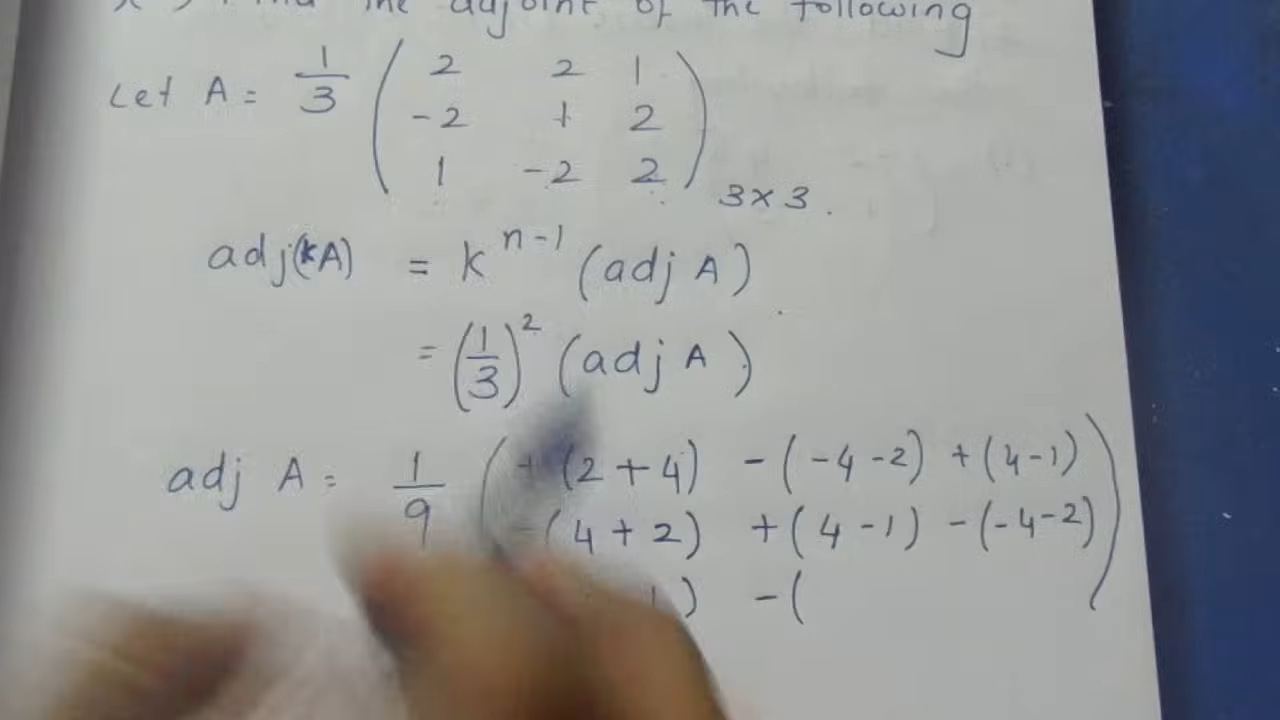 Find the adjoint of the following
Let A = 1/3 ( 2 2 1
-2 1 2
1 -2 2 ) 3×3.
adj(kA) = k^(n-1) (adj A)
= (1/3)^2 (adj A)
adj A = 1/9 ( +(2+4) -(-4-2) +(4-1)
(4+2) +(4-1) -(-4-2) )
1) -(